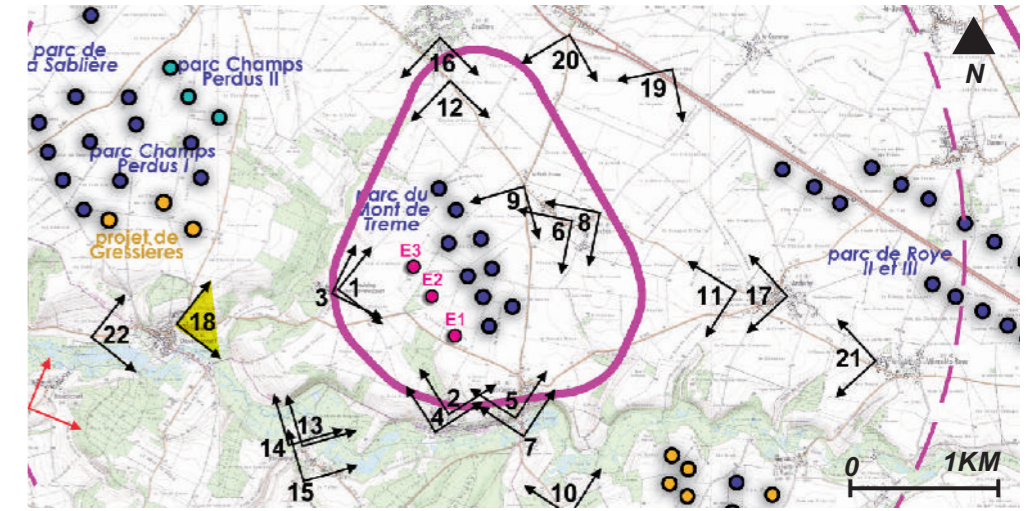 parc de
a Sablière
parc Champs
Perdus II
parc Champs
Perdus I
projet de
Gressières
parc du
Mont de
Treme
parc de Roye
II et III
E3
E2
E1
16
12
20
19
9
6
8
3
1
11
17
21
22
18
2
4
5
7
13
14
15
10
N
0
1KM